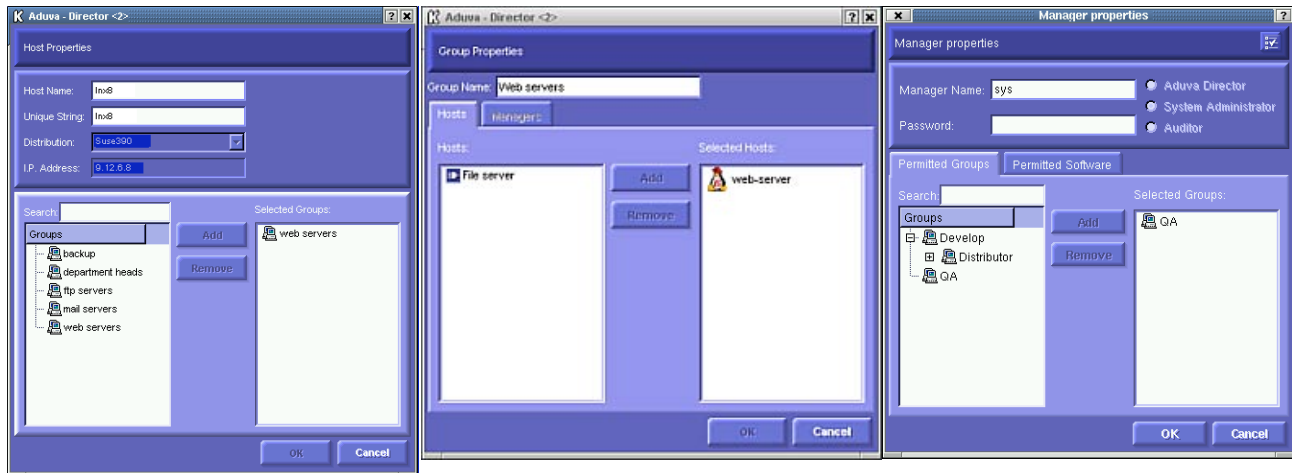 Aduva - Director <2>
Host Properties
Host Name: lnx8
Unique String: lnx8
Distribution: Suse390
I.P. Address: 9.12.6.8
Search:
Selected Groups:
Groups
backup
department heads
ftp servers
mail servers
web servers
Add
Remove
web servers
OK Cancel
Aduva - Director <2>
Group Properties
Group Name: Web servers
Hosts Managers
Hosts:
Selected Hosts:
File server
Add
Remove
web-server
OK Cancel
Manager properties
Manager properties
Manager Name: sys
Password:
Aduva Director
System Administrator
Auditor
Permitted Groups Permitted Software
Search:
Selected Groups:
Groups
Develop
Distributor
QA
Add
Remove
QA
OK Cancel